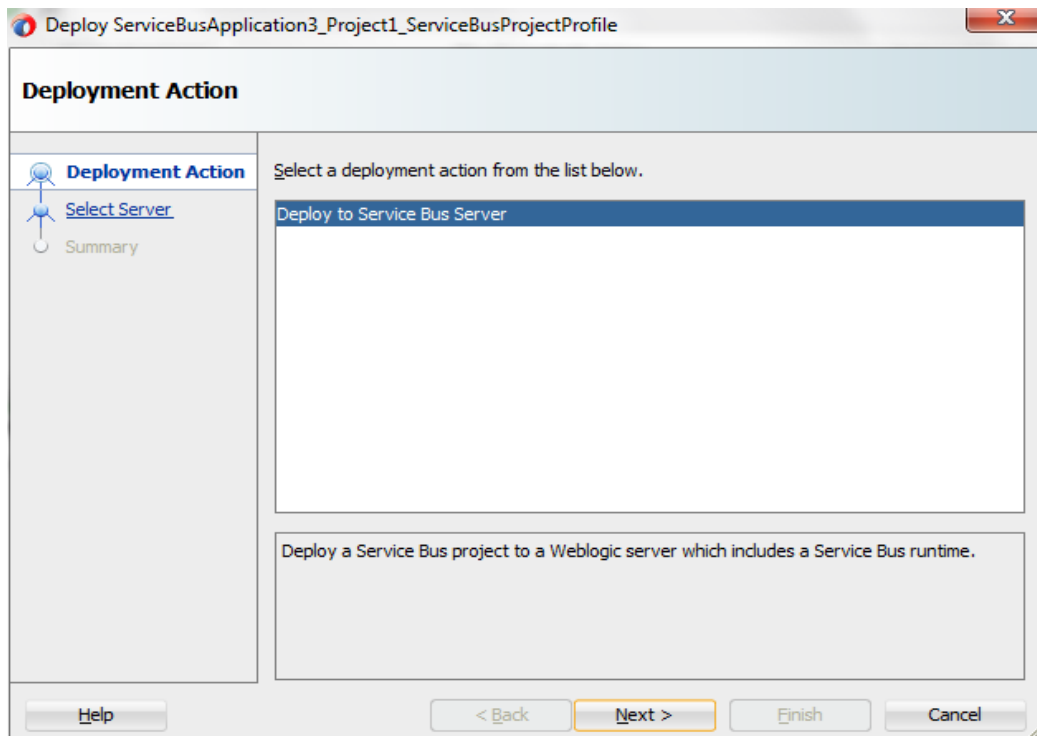 Deploy ServiceBusApplication3_Project1_ServiceBusProjectProfile
Deployment Action
Deployment Action
Select Server
Summary
Select a deployment action from the list below.
Deploy to Service Bus Server
Deploy a Service Bus project to a Weblogic server which includes a Service Bus runtime.
Help
< Back
Next >
Finish
Cancel